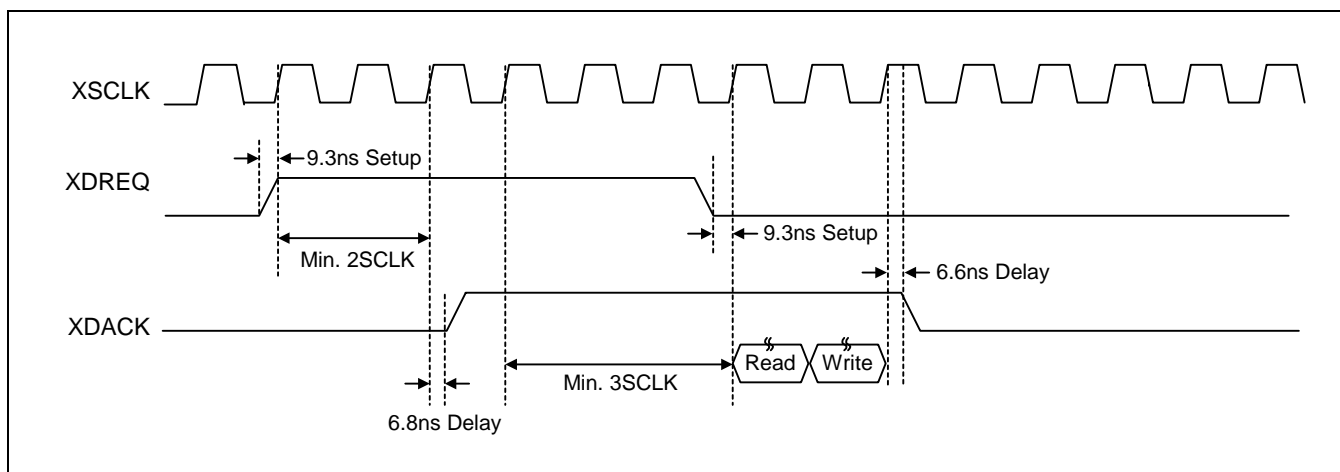 XSCLK
9.3ns Setup
XDREQ
9.3ns Setup
Min. 2SCLK
6.6ns Delay
XDACK
Read Write
Min. 3SCLK
6.8ns Delay